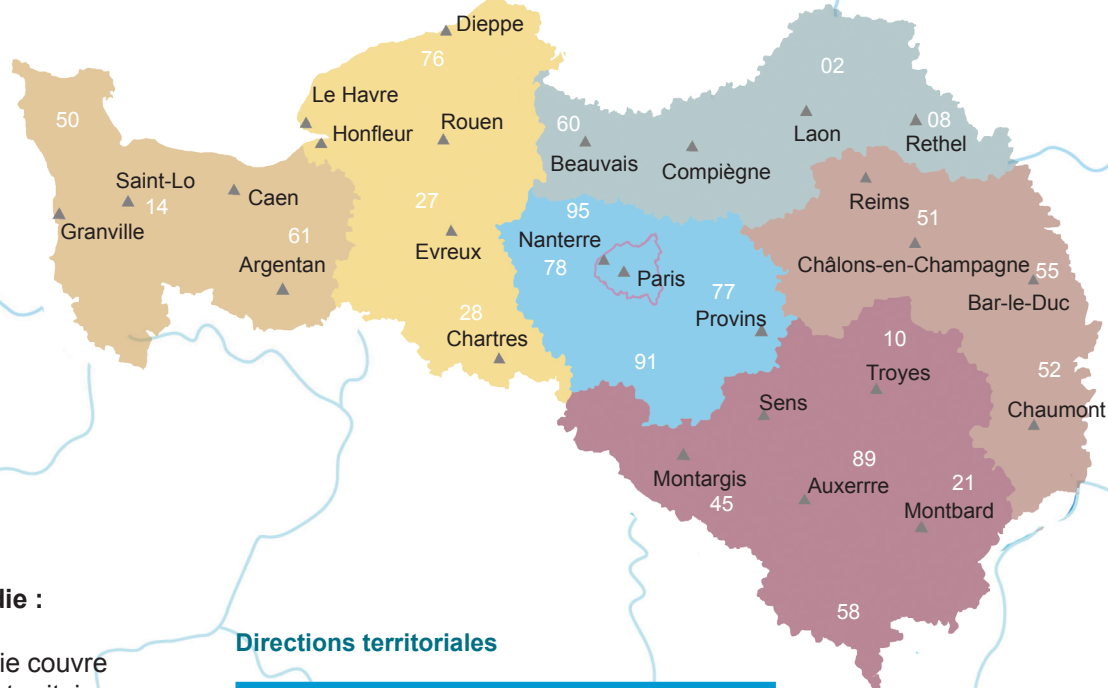 Dieppe
76
02
Le Havre
50
Honfleur
Rouen
60
Laon
08
Beauvais
Compiègne
Rethel
Saint-Lo
14
Caen
27
95
Reims
51
Granville
61
Evreux
Nanterre
78
Paris
Argentan
Châlons-en-Champagne
55
77
Bar-le-Duc
28
Provins
Chartres
10
91
Troyes
52
Sens
Chaumont
89
Montargis
45
Auxerrre
21
Montbard
58
die :
ie couvre
Directions territoriales